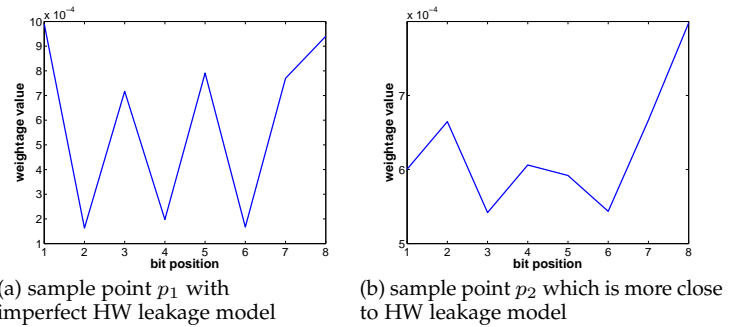 x 10⁻⁴
10
9
8
7
6
5
4
3
2
1
weightage value
1 2 3 4 5 6 7 8
bit position
(a) sample point p₁ with
imperfect HW leakage model
x 10⁻⁴
7
6
5
weightage value
1 2 3 4 5 6 7 8
bit position
(b) sample point p₂ which is more close
to HW leakage model